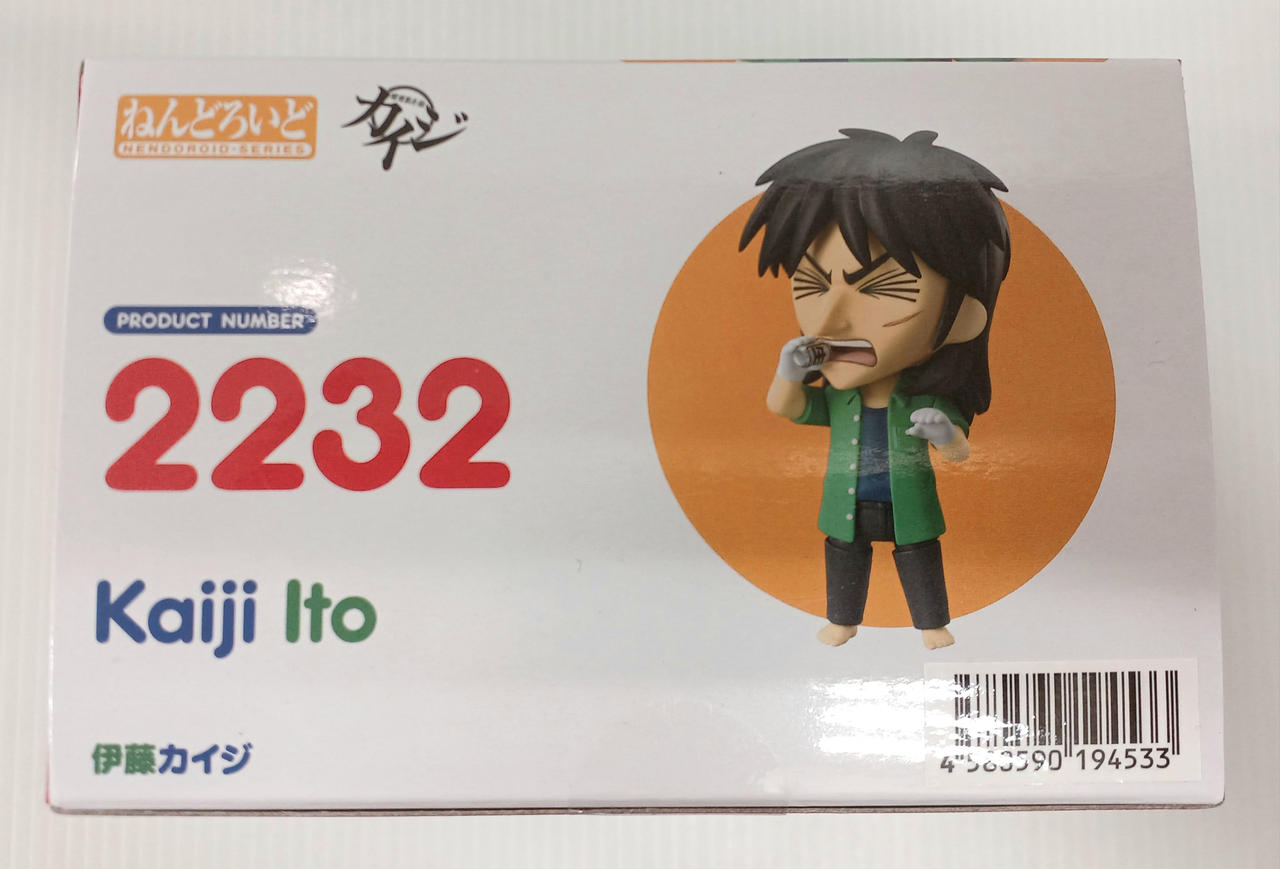 ねんどろいど
NENDOROID·SERIES
カイジ
PRODUCT NUMBER
2232
Kaiji Ito
伊藤カイジ
4 580590 194533